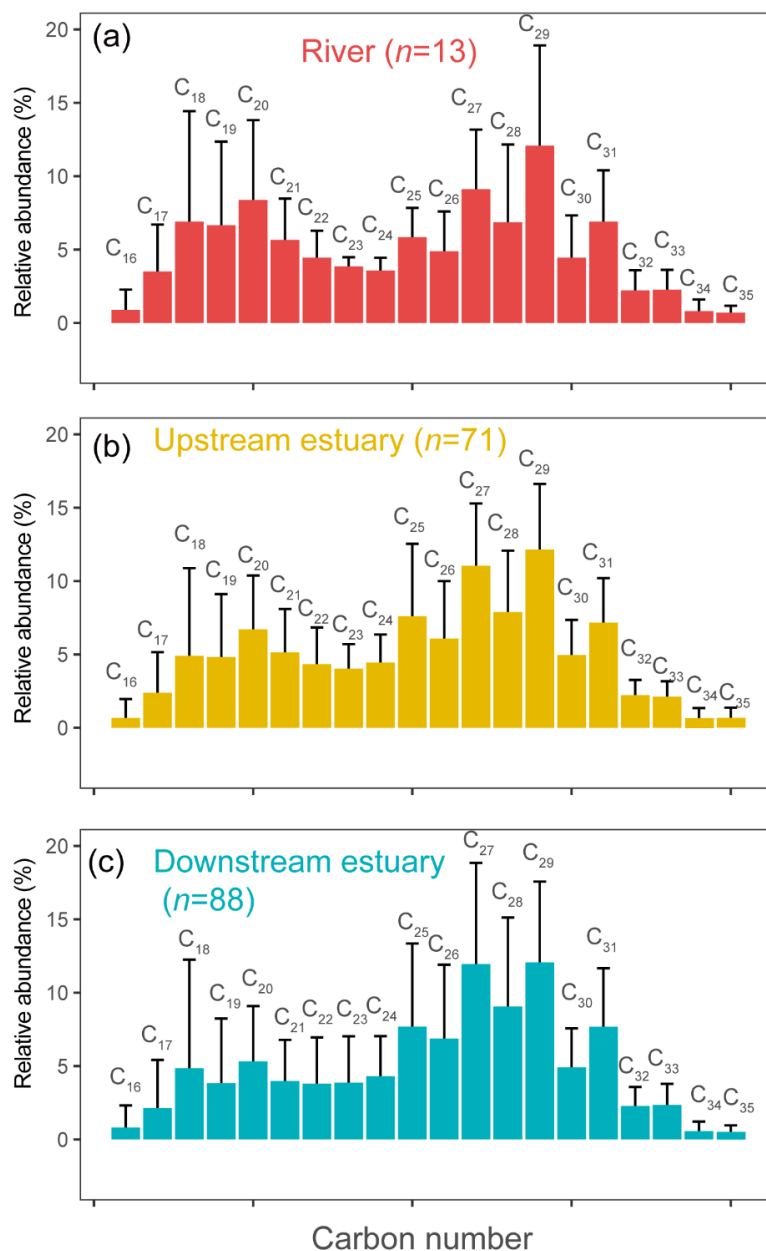 (a)
River (n=13)
Relative abundance (%)
20
15
10
5
0
C₁₆ C₁₇ C₁₈ C₁₉ C₂₀ C₂₁ C₂₂ C₂₃ C₂₄ C₂₅ C₂₆ C₂₇ C₂₈ C₂₉ C₃₀ C₃₁ C₃₂ C₃₃ C₃₄ C₃₅
(b)
Upstream estuary (n=71)
Relative abundance (%)
20
15
10
5
0
C₁₆ C₁₇ C₁₈ C₁₉ C₂₀ C₂₁ C₂₂ C₂₃ C₂₄ C₂₅ C₂₆ C₂₇ C₂₈ C₂₉ C₃₀ C₃₁ C₃₂ C₃₃ C₃₄ C₃₅
(c)
Downstream estuary
(n=88)
Relative abundance (%)
20
15
10
5
0
C₁₆ C₁₇ C₁₈ C₁₉ C₂₀ C₂₁ C₂₂ C₂₃ C₂₄ C₂₅ C₂₆ C₂₇ C₂₈ C₂₉ C₃₀ C₃₁ C₃₂ C₃₃ C₃₄ C₃₅
Carbon number